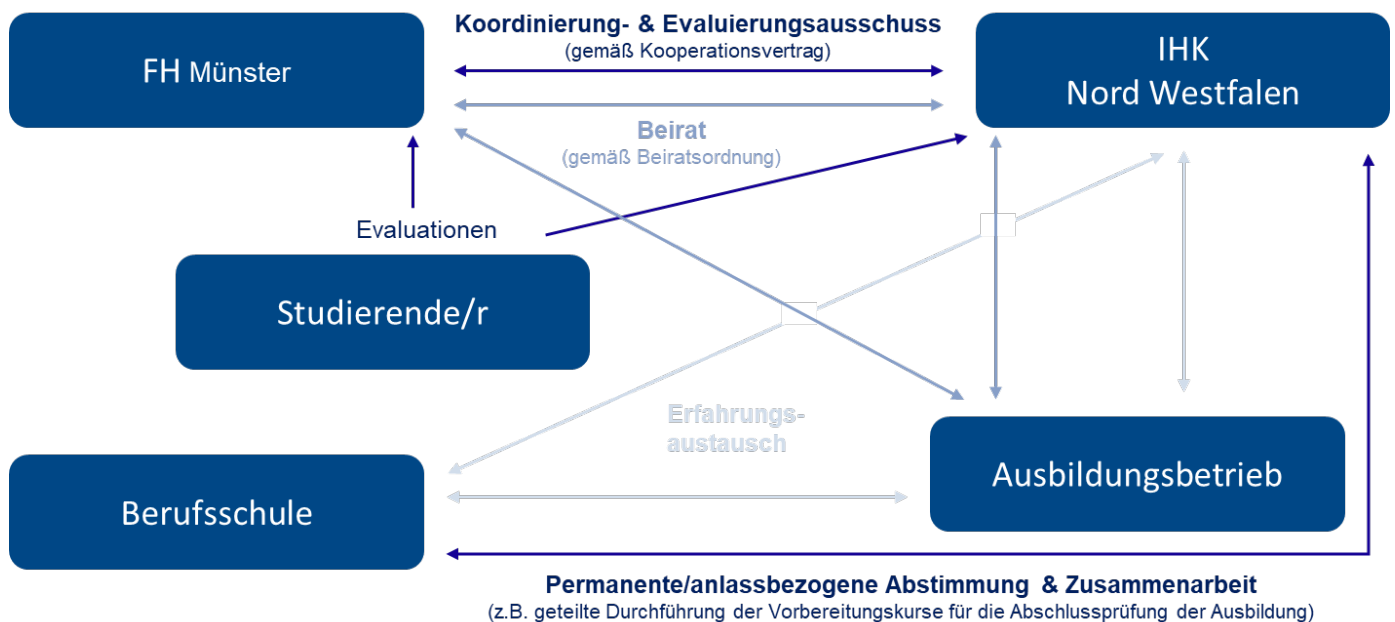 Koordinierung- & Evaluierungsausschuss
(gemäß Kooperationsvertrag)
FH Münster
IHK
Nord Westfalen
Beirat
(gemäß Beiratsordnung)
Evaluationen
Studierende/r
Erfahrungs-
austausch
Ausbildungsbetrieb
Berufsschule
Permanente/anlassbezogene Abstimmung & Zusammenarbeit
(z.B. geteilte Durchführung der Vorbereitungskurse für die Abschlussprüfung der Ausbildung)